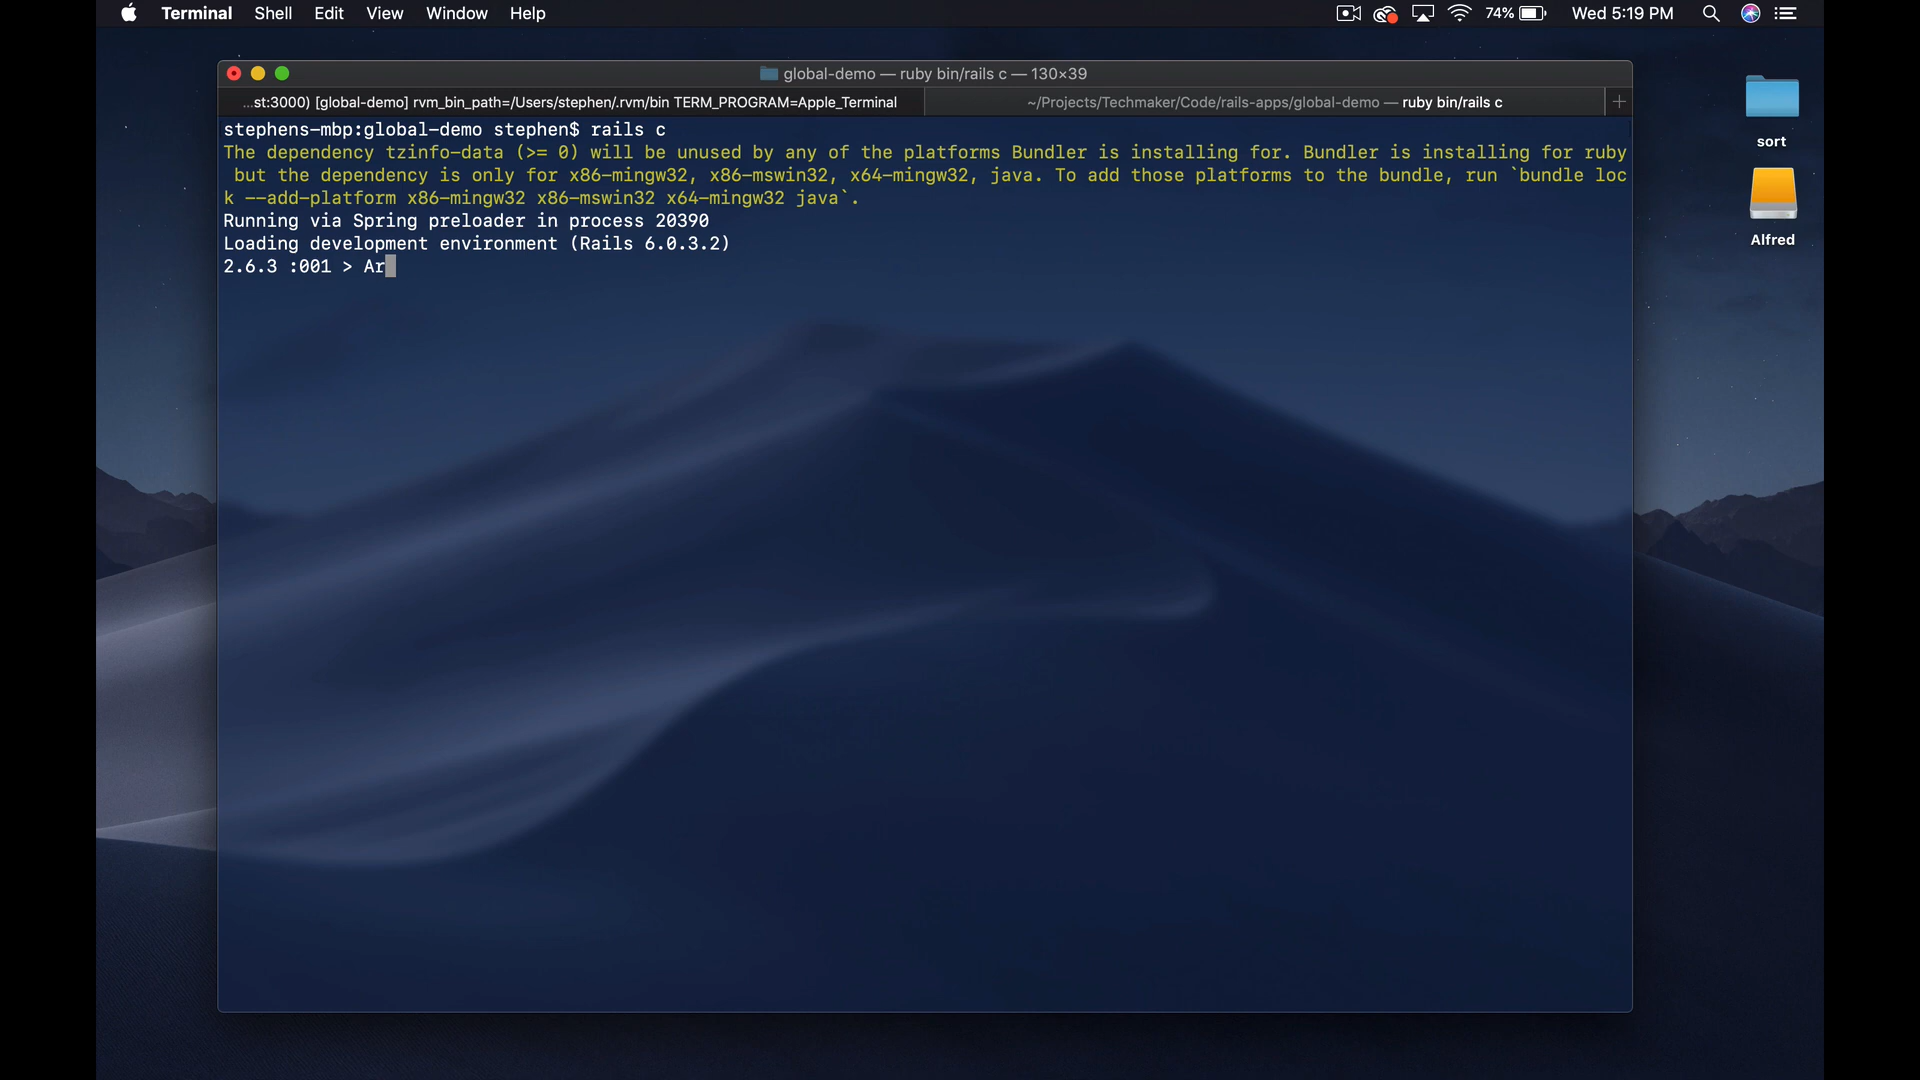 Terminal Shell Edit View Window Help 74% Wed 5:19 PM
global-demo — ruby bin/rails c — 130×39
...st:3000) [global-demo] rvm_bin_path=/Users/stephen/.rvm/bin TERM_PROGRAM=Apple_Terminal
~/Projects/Techmaker/Code/rails-apps/global-demo — ruby bin/rails c
stephens-mbp:global-demo stephen$ rails c
The dependency tzinfo-data (>= 0) will be unused by any of the platforms Bundler is installing for. Bundler is installing for ruby
but the dependency is only for x86-mingw32, x86-mswin32, x64-mingw32, java. To add those platforms to the bundle, run `bundle loc
k --add-platform x86-mingw32 x86-mswin32 x64-mingw32 java`.
Running via Spring preloader in process 20390
Loading development environment (Rails 6.0.3.2)
2.6.3 :001 > Ar
sort
Alfred